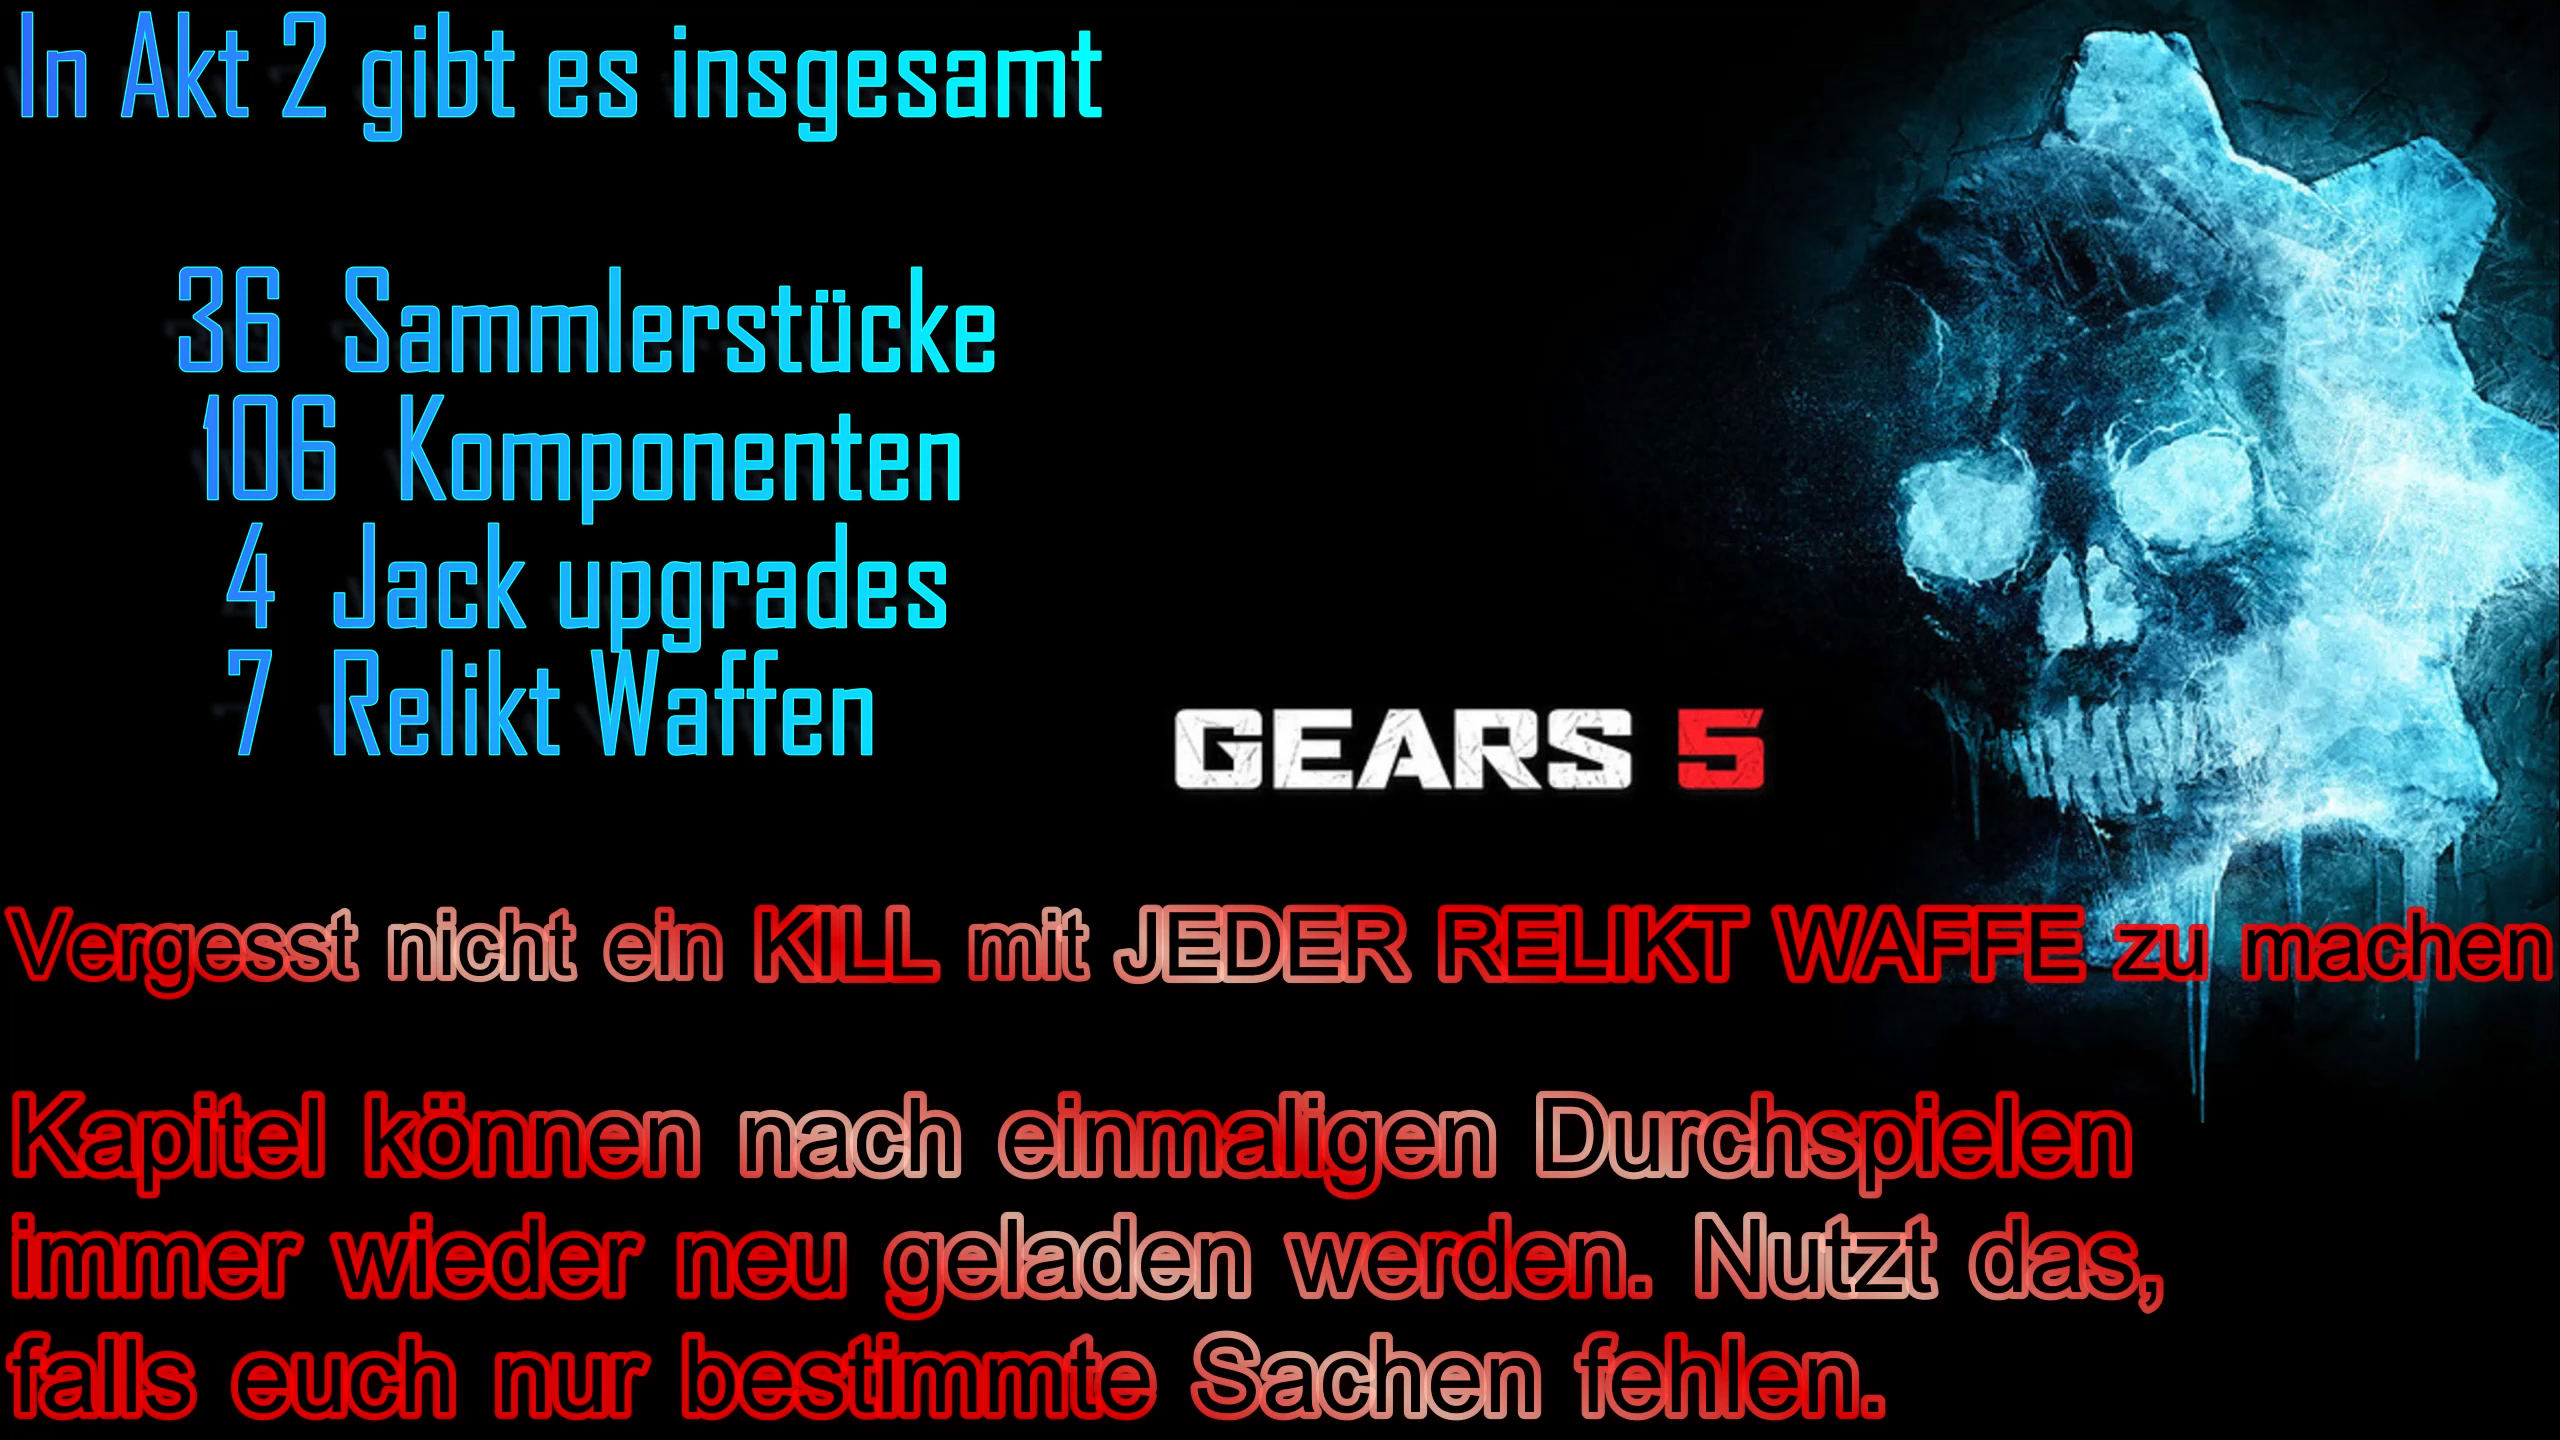 In Akt 2 gibt es insgesamt
36 Sammlerstücke
106 Komponenten
4 Jack upgrades
7 Relikt Waffen
GEARS 5
Vergesst nicht ein KILL mit JEDER RELIKT WAFFE zu machen
Kapitel können nach einmaligen Durchspielen
immer wieder neu geladen werden. Nutzt das,
falls euch nur bestimmte Sachen fehlen.